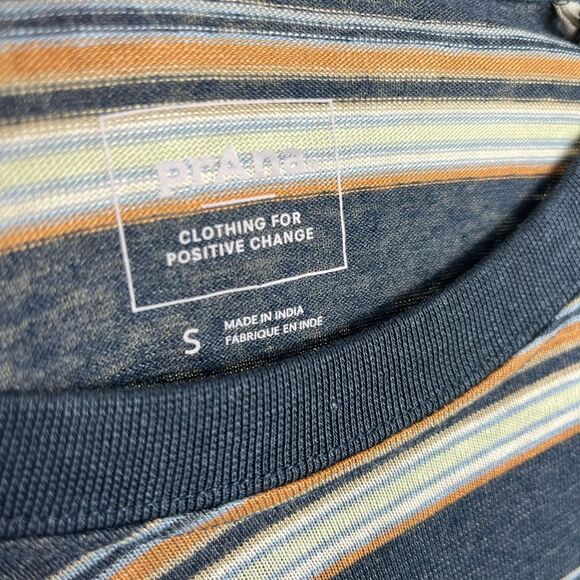 prAna
CLOTHING FOR
POSITIVE CHANGE
S
MADE IN INDIA
FABRIQUE EN INDE